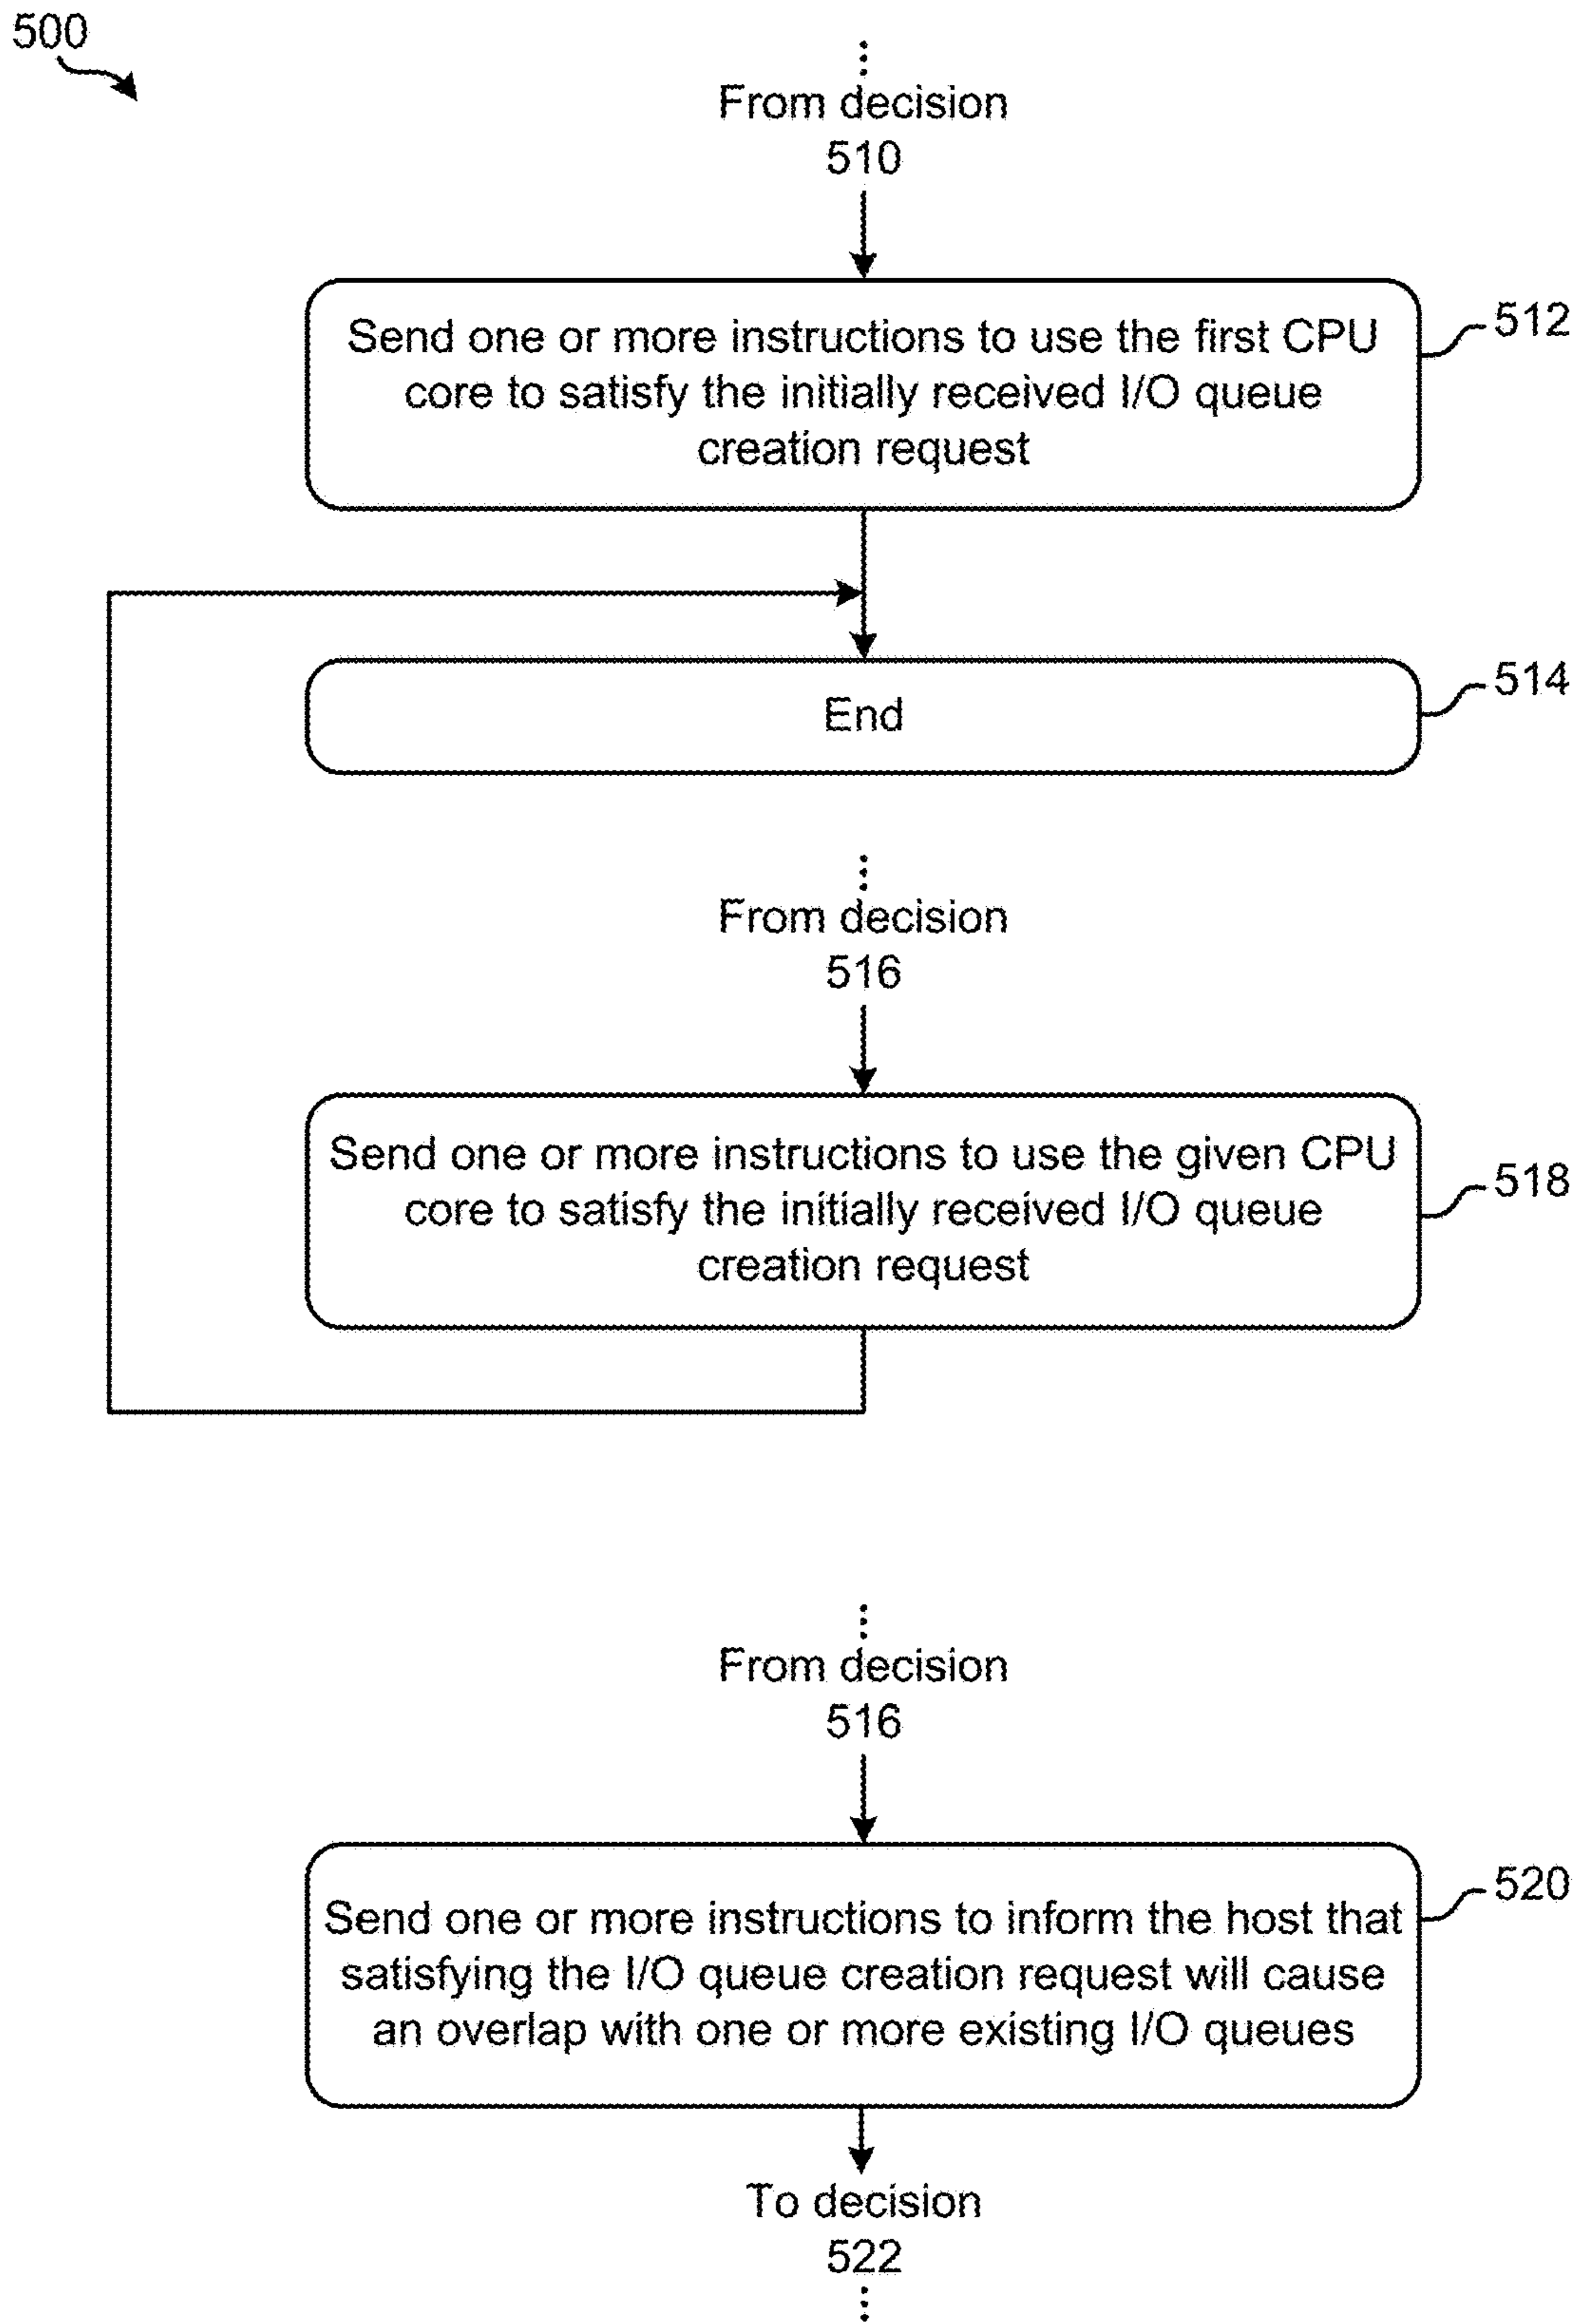 500
From decision
510
Send one or more instructions to use the first CPU
core to satisfy the initially received I/O queue
creation request
512
End
514
From decision
516
Send one or more instructions to use the given CPU
core to satisfy the initially received I/O queue
creation request
518
From decision
516
Send one or more instructions to inform the host that
satisfying the I/O queue creation request will cause
an overlap with one or more existing I/O queues
520
To decision
522